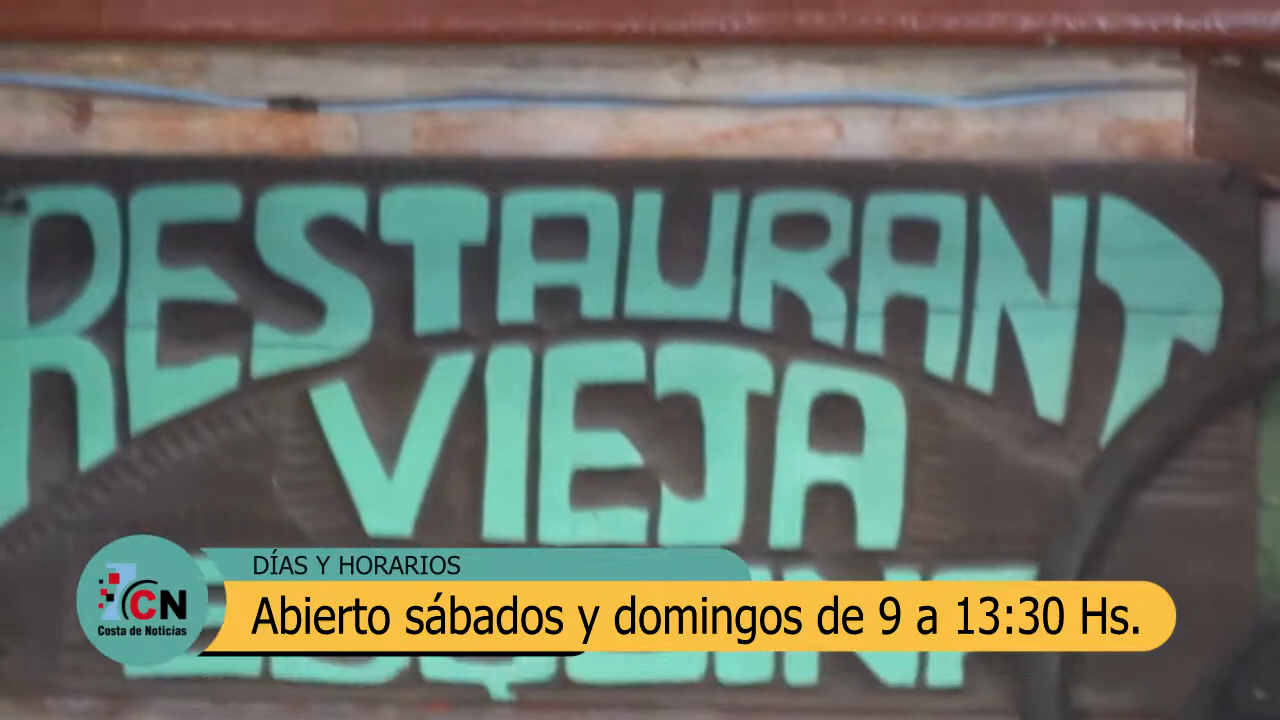 RESTAURANT
VIEJA
DÍAS Y HORARIOS
Abierto sábados y domingos de 9 a 13:30 Hs.
CN
Costa de Noticias